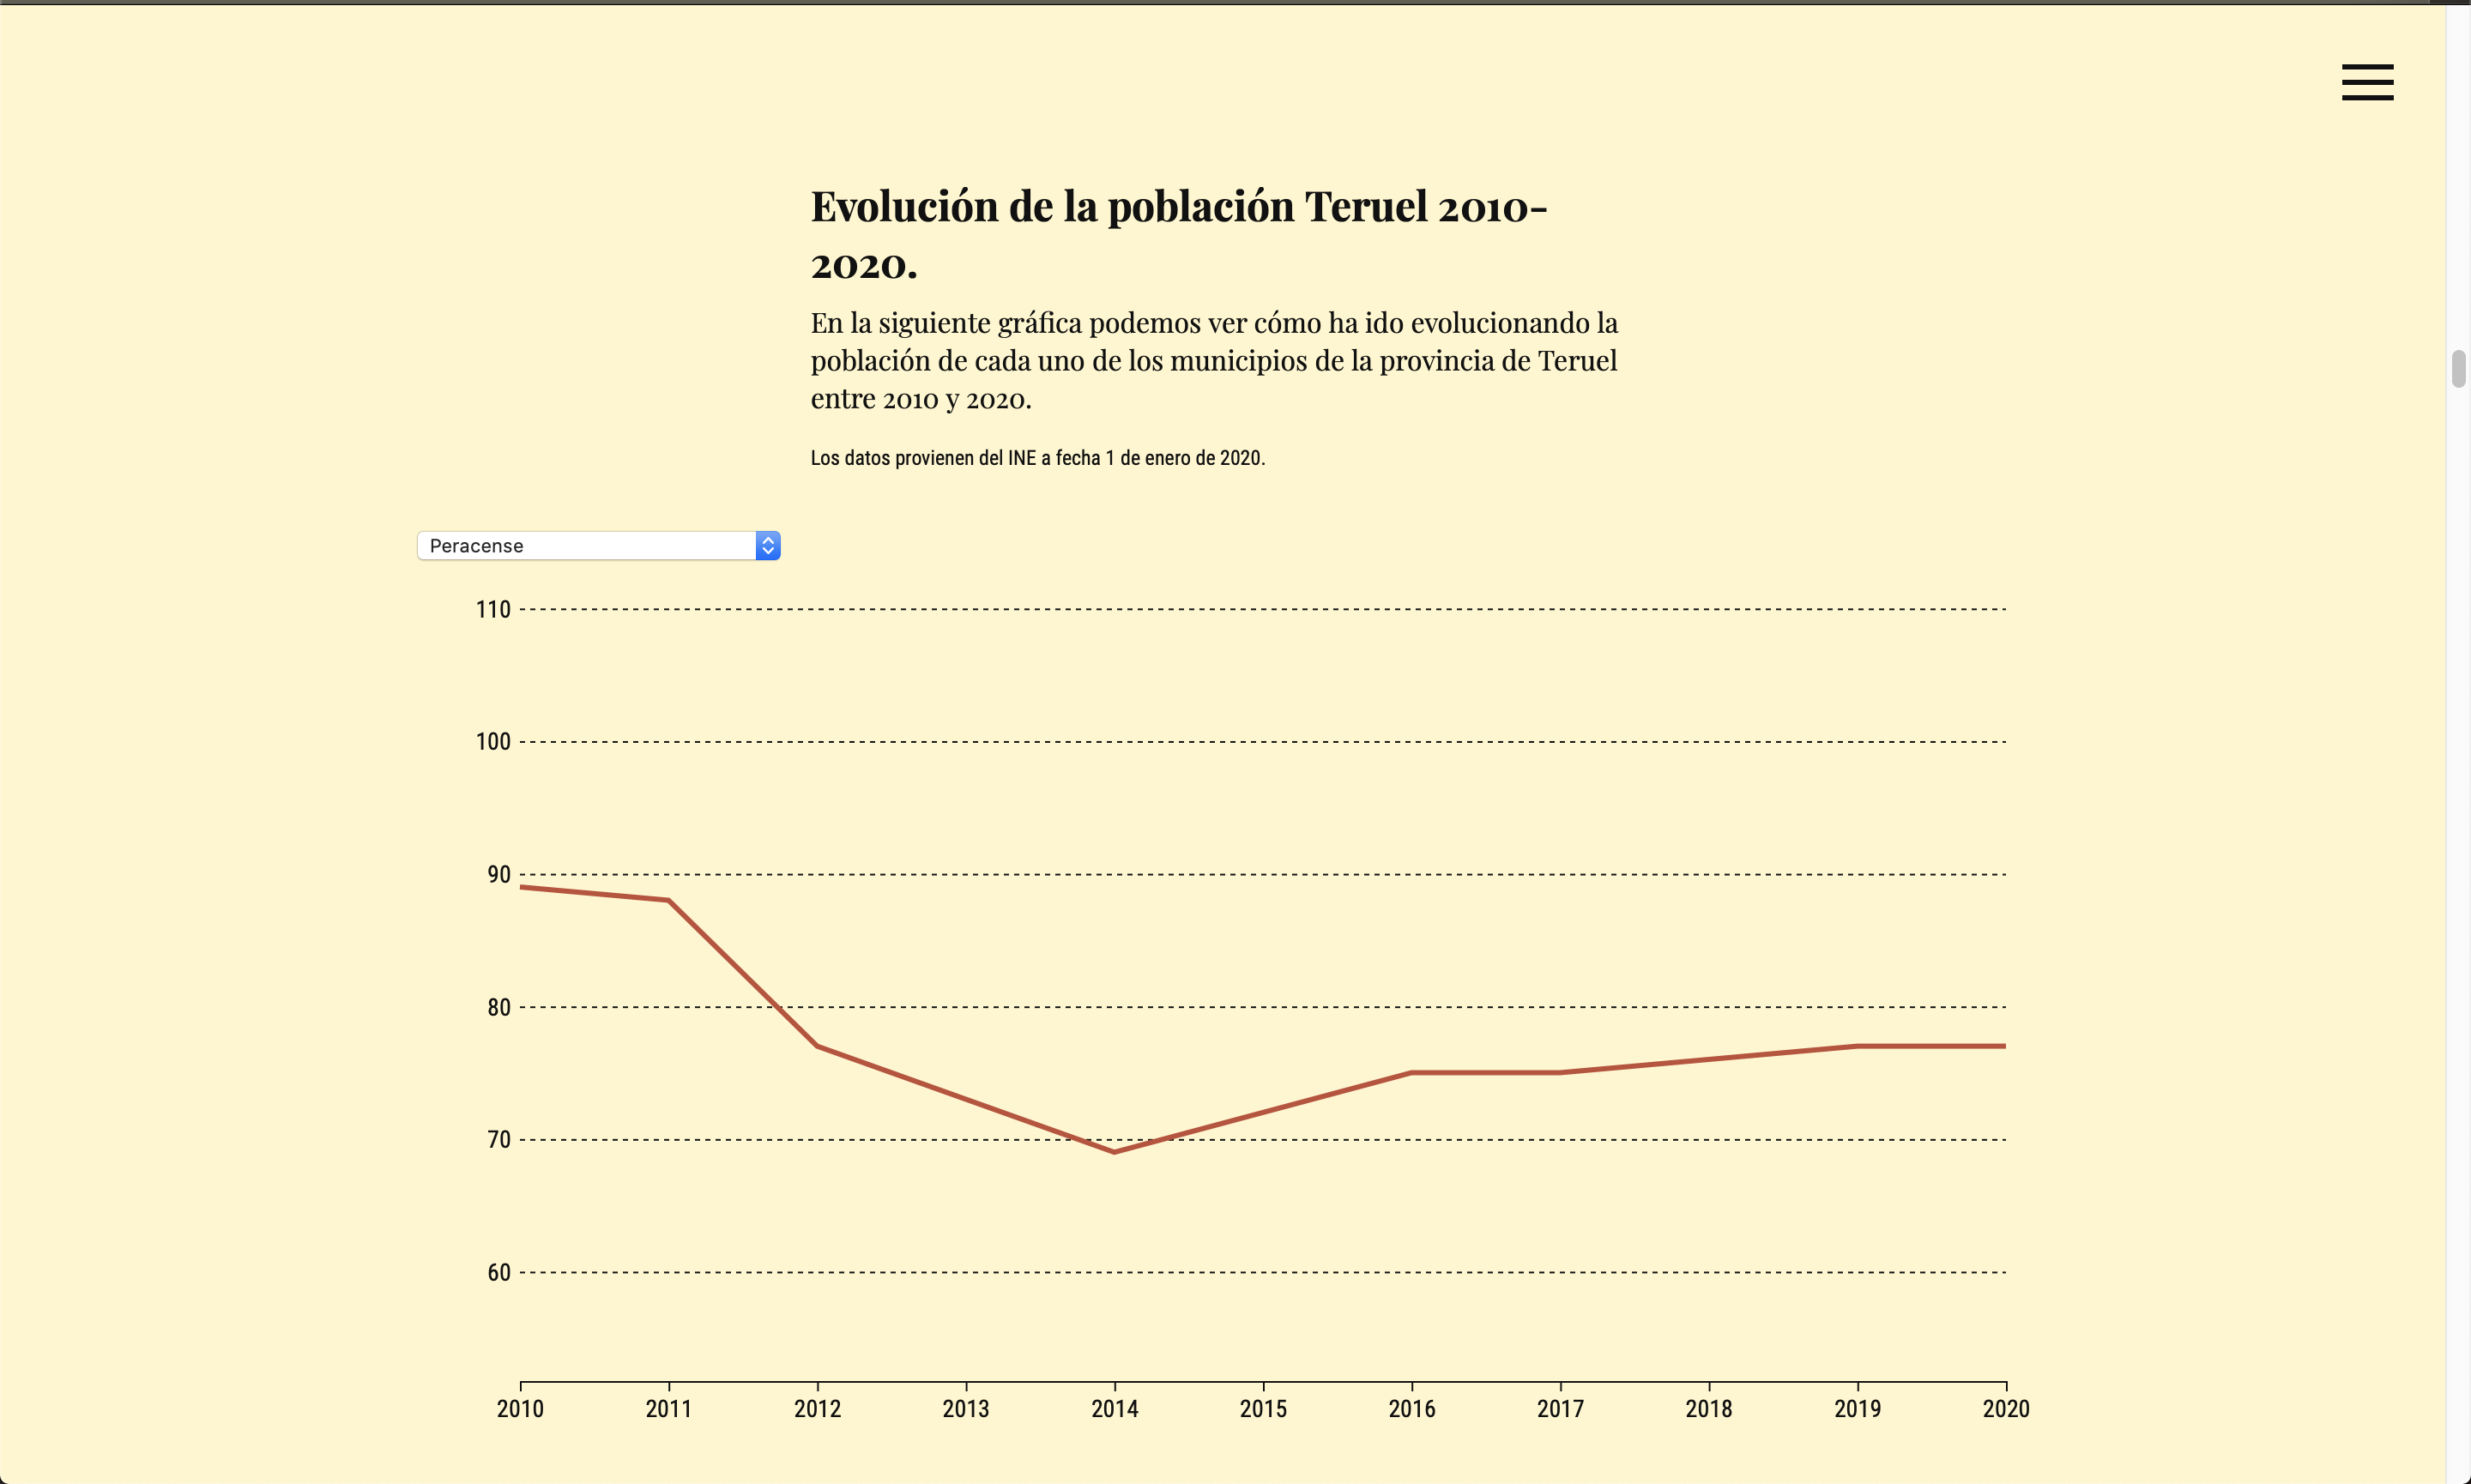 Evolución de la población Teruel 2010-
2020.
En la siguiente gráfica podemos ver cómo ha ido evolucionando la
población de cada uno de los municipios de la provincia de Teruel
entre 2010 y 2020.
Los datos provienen del INE a fecha 1 de enero de 2020.
Peracense
110
100
90
80
70
60
2010 2011 2012 2013 2014 2015 2016 2017 2018 2019 2020